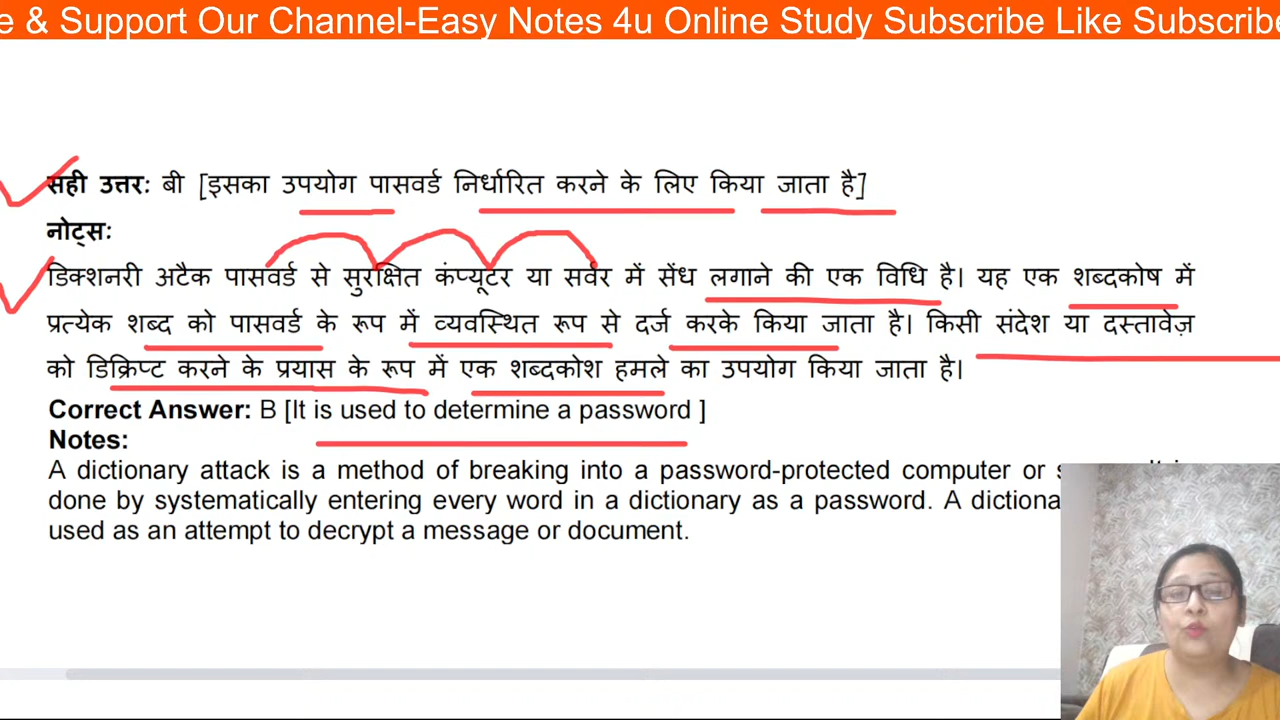 e & Support Our Channel-Easy Notes 4u Online Study Subscribe Like Subscribe
सही उत्तर: बी [इसका उपयोग पासवर्ड निर्धारित करने के लिए किया जाता है]
नोट्स:
डिक्शनरी अटैक पासवर्ड से सुरक्षित कंप्यूटर या सर्वर में सेंध लगाने की एक विधि है। यह एक शब्दकोष में
प्रत्येक शब्द को पासवर्ड के रूप में व्यवस्थित रूप से दर्ज करके किया जाता है। किसी संदेश या दस्तावेज़
को डिक्रिप्ट करने के प्रयास के रूप में एक शब्दकोश हमले का उपयोग किया जाता है।
Correct Answer: B [It is used to determine a password ]
Notes:
A dictionary attack is a method of breaking into a password-protected computer or
done by systematically entering every word in a dictionary as a password. A dictiona
used as an attempt to decrypt a message or document.